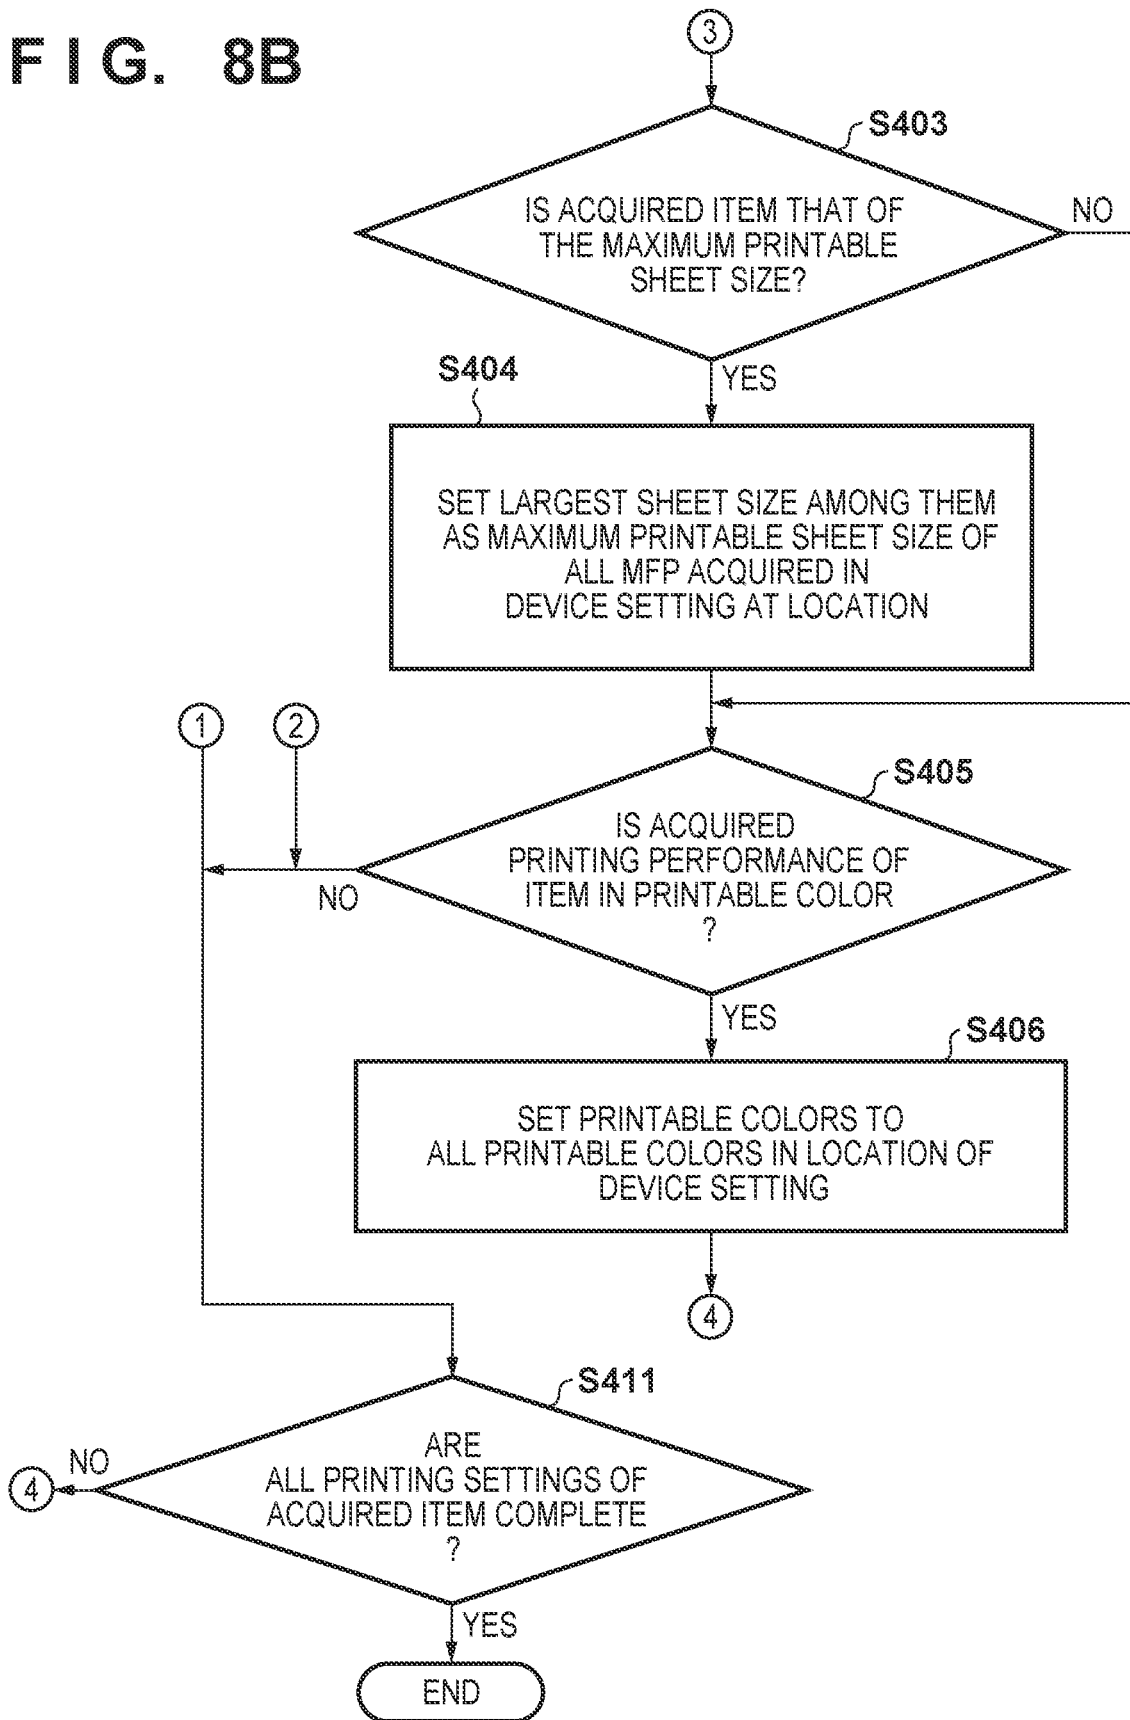 FIG. 8B
3
S403
IS ACQUIRED ITEM THAT OF
THE MAXIMUM PRINTABLE
SHEET SIZE?
NO
YES
S404
SET LARGEST SHEET SIZE AMONG THEM
AS MAXIMUM PRINTABLE SHEET SIZE OF
ALL MFP ACQUIRED IN
DEVICE SETTING AT LOCATION
1
2
S405
IS ACQUIRED
PRINTING PERFORMANCE OF
ITEM IN PRINTABLE COLOR
?
NO
YES
S406
SET PRINTABLE COLORS TO
ALL PRINTABLE COLORS IN LOCATION OF
DEVICE SETTING
4
S411
ARE
ALL PRINTING SETTINGS OF
ACQUIRED ITEM COMPLETE
?
NO
4
YES
END